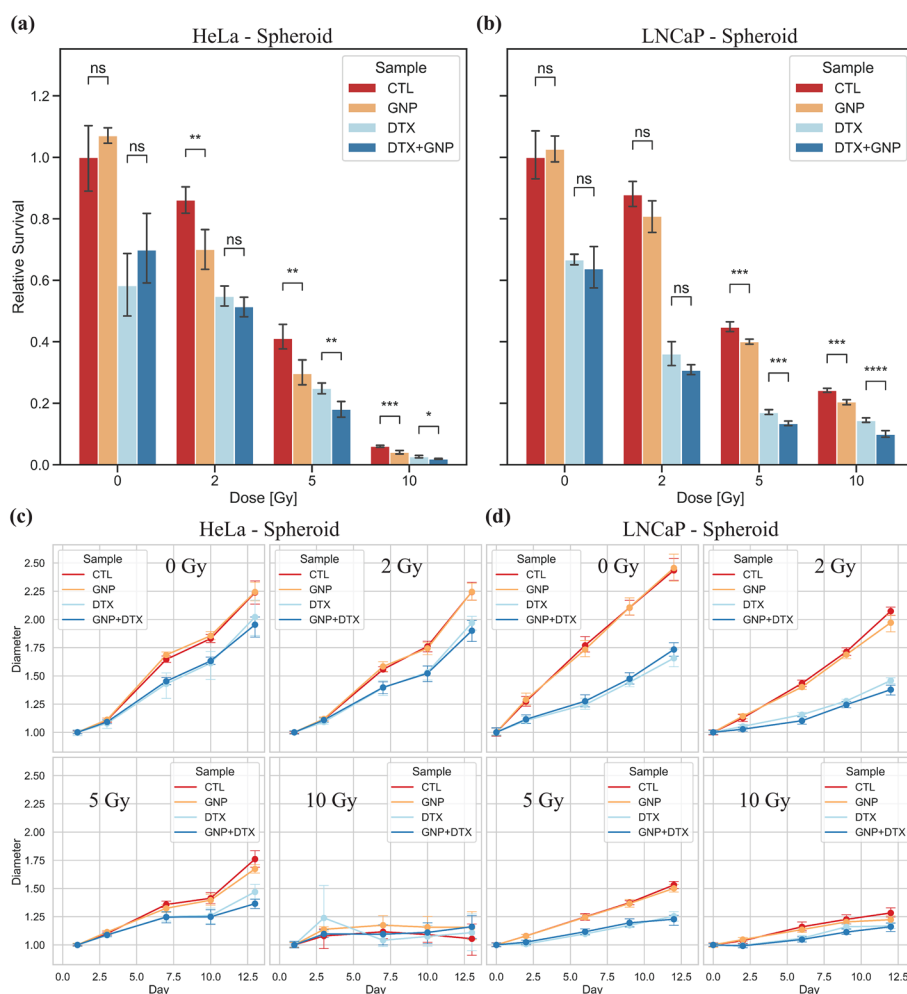 (a)
HeLa - Spheroid
Relative Survival
1.2
1.0
0.8
0.6
0.4
0.2
0.0
ns
ns
**
ns
**
**
***
*
Sample
CTL
GNP
DTX
DTX+GNP
0
2
5
10
Dose [Gy]
(b)
LNCaP - Spheroid
ns
ns
ns
ns
***
***
***
****
Sample
CTL
GNP
DTX
DTX+GNP
0
2
5
10
Dose [Gy]
(c)
HeLa - Spheroid
Diameter
2.50
2.25
2.00
1.75
1.50
1.25
1.00
Sample
CTL
GNP
DTX
GNP+DTX
0 Gy
Sample
CTL
GNP
DTX
GNP+DTX
2 Gy
Diameter
2.50
2.25
2.00
1.75
1.50
1.25
1.00
5 Gy
Sample
CTL
GNP
DTX
GNP+DTX
10 Gy
Sample
CTL
GNP
DTX
GNP+DTX
0.0 2.5 5.0 7.5 10.0 12.5
Day
0.0 2.5 5.0 7.5 10.0 12.5
Day
(d)
LNCaP - Spheroid
Sample
CTL
GNP
DTX
GNP+DTX
0 Gy
Sample
CTL
GNP
DTX
GNP+DTX
2 Gy
5 Gy
Sample
CTL
GNP
DTX
GNP+DTX
10 Gy
Sample
CTL
GNP
DTX
GNP+DTX
0.0 2.5 5.0 7.5 10.0 12.5
Day
0.0 2.5 5.0 7.5 10.0 12.5
Day